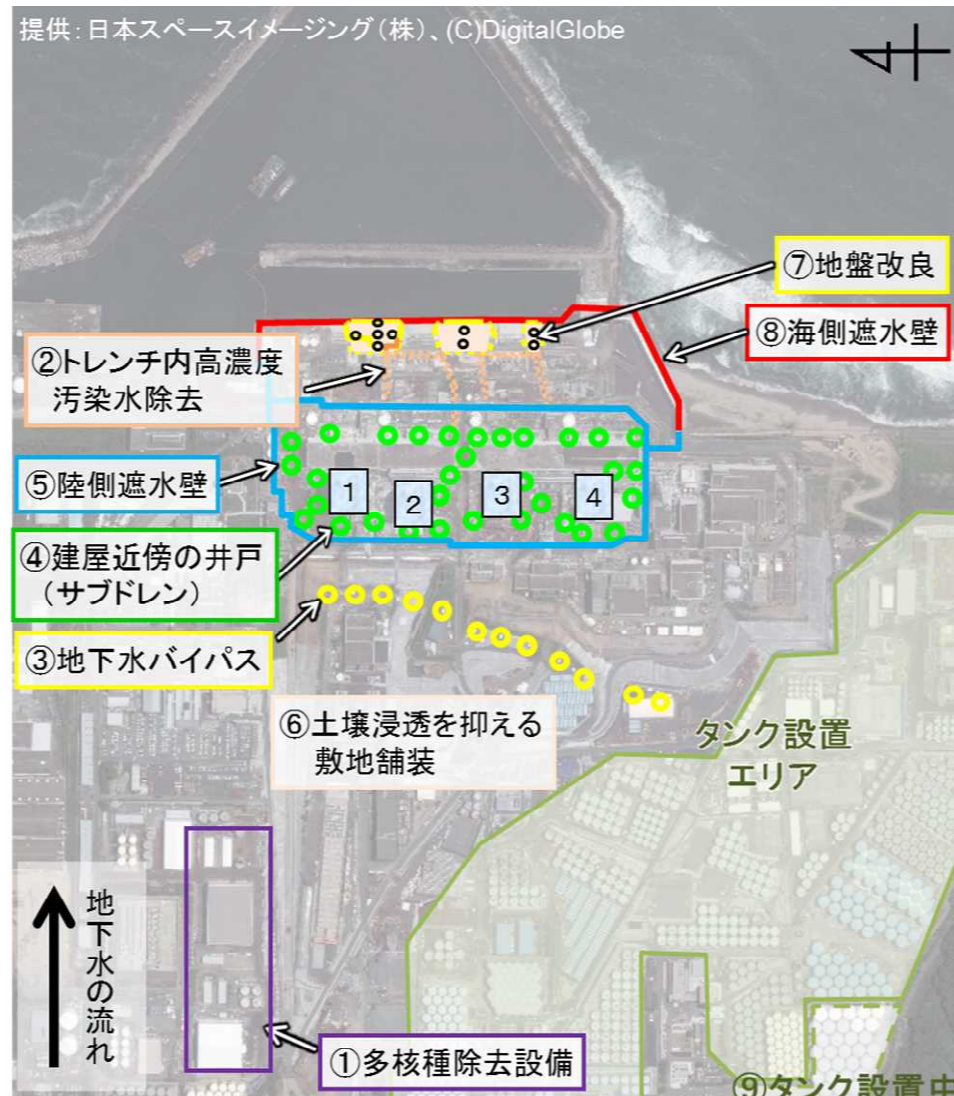 提供：日本スペースイメージング（株）、(C)DigitalGlobe
⑦地盤改良
⑧海側遮水壁
②トレンチ内高濃度
汚染水除去
⑤陸側遮水壁
1
2
3
4
④建屋近傍の井戸
（サブドレン）
③地下水バイパス
⑥土壌浸透を抑える
敷地舗装
タンク設置
エリア
地下水の流れ
①多核種除去設備
⑨タンク設置中